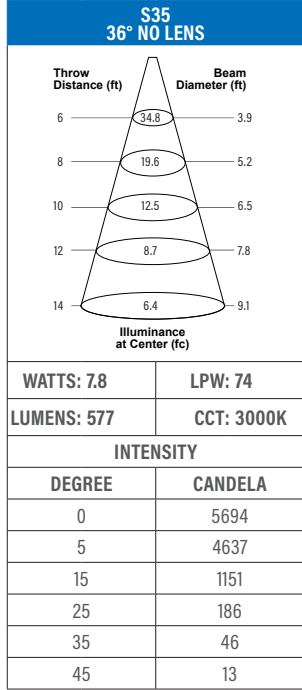 S35
36° NO LENS
Throw Distance (ft)
Beam Diameter (ft)
6 34.8 3.9
8 19.6 5.2
10 12.5 6.5
12 8.7 7.8
14 6.4 9.1
Illuminance
at Center (fc)
WATTS: 7.8 LPW: 74
LUMENS: 577 CCT: 3000K
INTENSITY
DEGREE CANDELA
0 5694
5 4637
15 1151
25 186
35 46
45 13